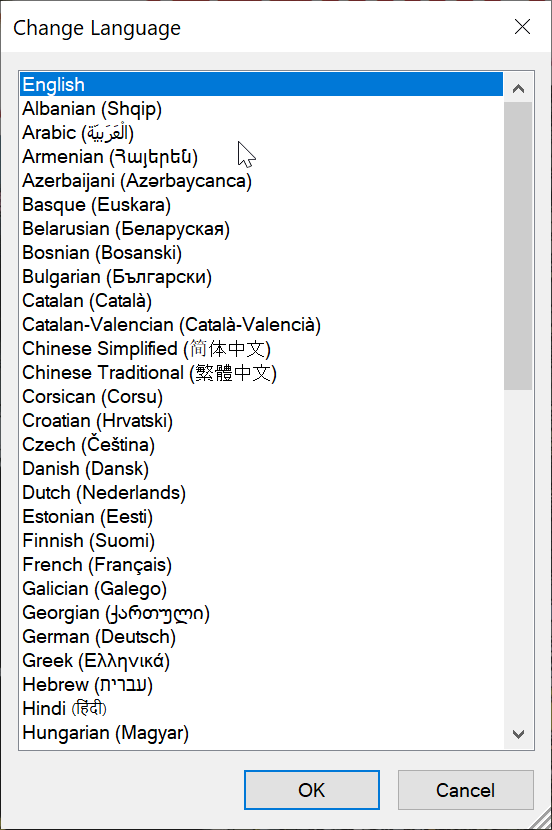 Change Language
English
Albanian (Shqip)
Arabic (الْعَرَبيّة)
Armenian (Հայերեն)
Azerbaijani (Azərbaycanca)
Basque (Euskara)
Belarusian (Беларуская)
Bosnian (Bosanski)
Bulgarian (Български)
Catalan (Català)
Catalan-Valencian (Català-Valencià)
Chinese Simplified (简体中文)
Chinese Traditional (繁體中文)
Corsican (Corsu)
Croatian (Hrvatski)
Czech (Čeština)
Danish (Dansk)
Dutch (Nederlands)
Estonian (Eesti)
Finnish (Suomi)
French (Français)
Galician (Galego)
Georgian (ქართული)
German (Deutsch)
Greek (Ελληνικά)
Hebrew (עברית)
Hindi (हिंदी)
Hungarian (Magyar)
OK Cancel